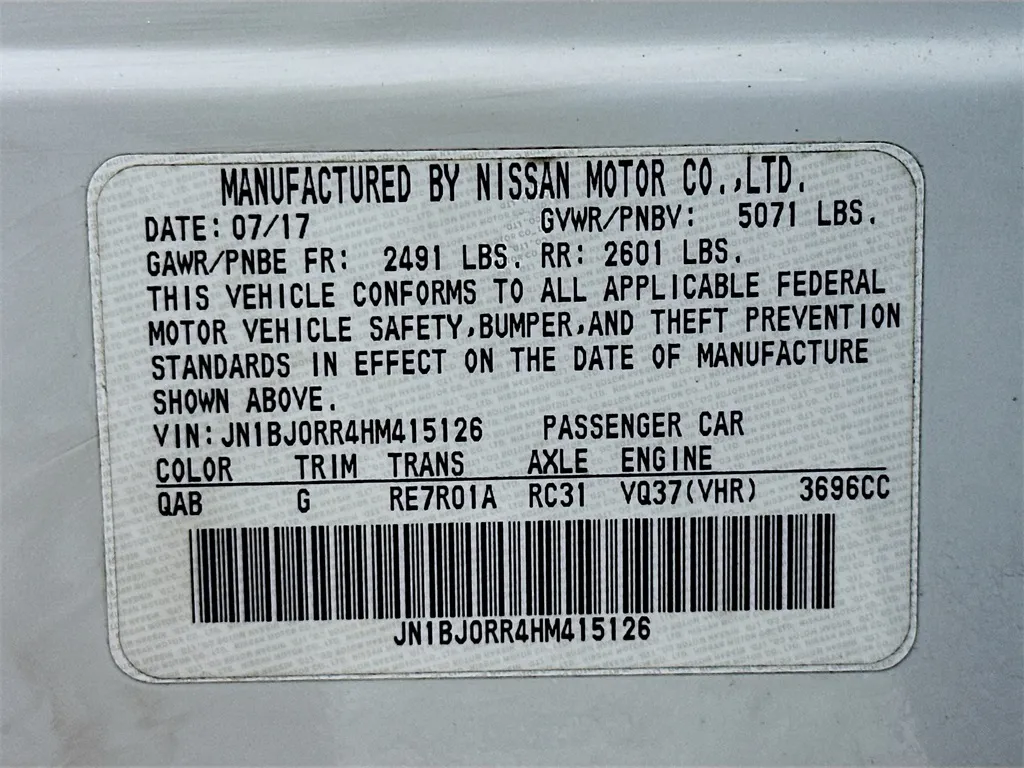 MANUFACTURED BY NISSAN MOTOR CO.,LTD.
DATE: 07/17 GVWR/PNBV: 5071 LBS.
GAWR/PNBE FR: 2491 LBS. RR: 2601 LBS.
THIS VEHICLE CONFORMS TO ALL APPLICABLE FEDERAL
MOTOR VEHICLE SAFETY,BUMPER,AND THEFT PREVENTION
STANDARDS IN EFFECT ON THE DATE OF MANUFACTURE
SHOWN ABOVE.
VIN: JN1BJ0RR4HM415126 PASSENGER CAR
COLOR TRIM TRANS AXLE ENGINE
QAB G RE7R01A RC31 VQ37(VHR) 3696CC
JN1BJ0RR4HM415126